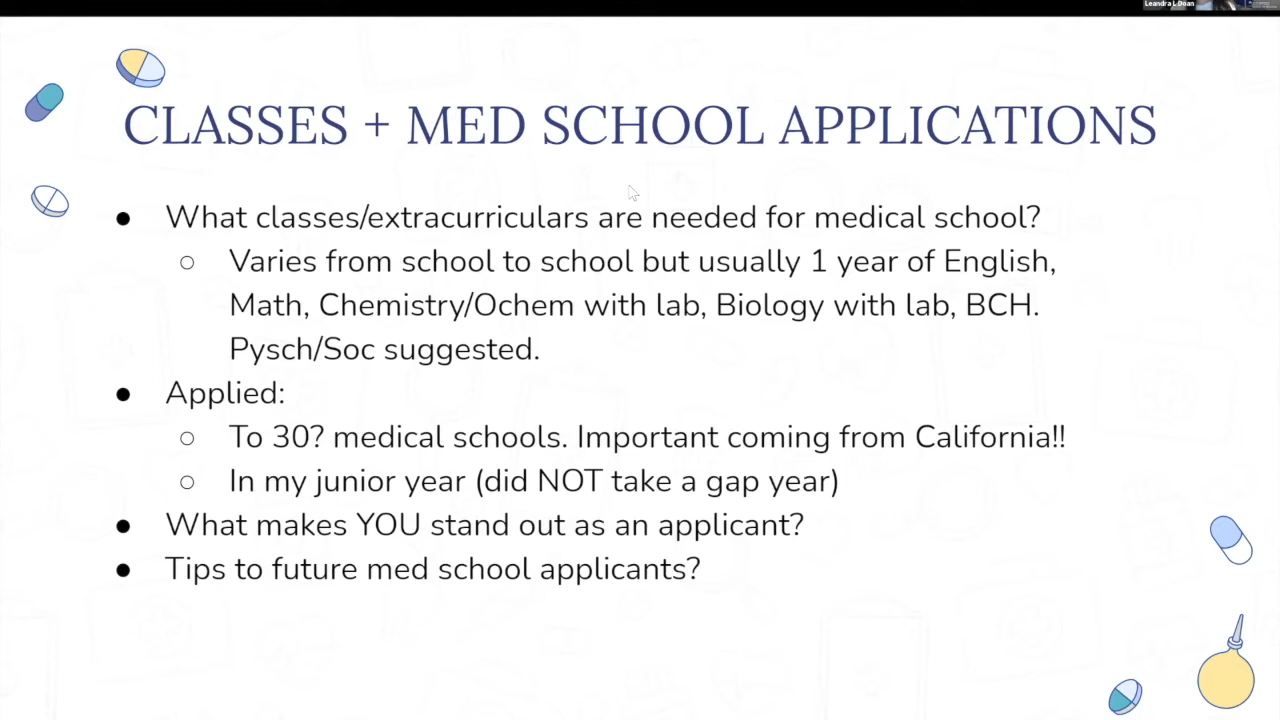 Leandra L Doan
CLASSES + MED SCHOOL APPLICATIONS
● What classes/extracurriculars are needed for medical school?
○ Varies from school to school but usually 1 year of English,
Math, Chemistry/Ochem with lab, Biology with lab, BCH.
Pysch/Soc suggested.
● Applied:
○ To 30? medical schools. Important coming from California!!
○ In my junior year (did NOT take a gap year)
● What makes YOU stand out as an applicant?
● Tips to future med school applicants?